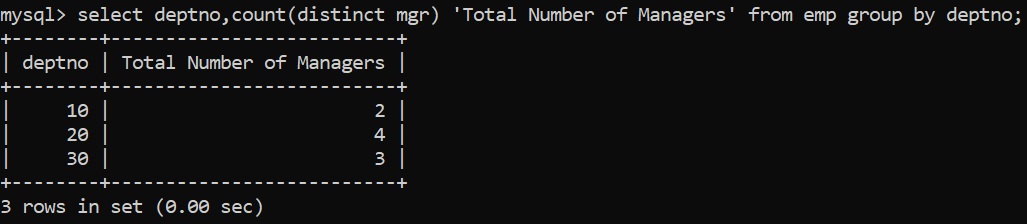 mysql> select deptno,count(distinct mgr) 'Total Number of Managers' from emp group by deptno;
+--------+--------------------------+
| deptno | Total Number of Managers |
+--------+--------------------------+
|     10 |                        2 |
|     20 |                        4 |
|     30 |                        3 |
+--------+--------------------------+
3 rows in set (0.00 sec)